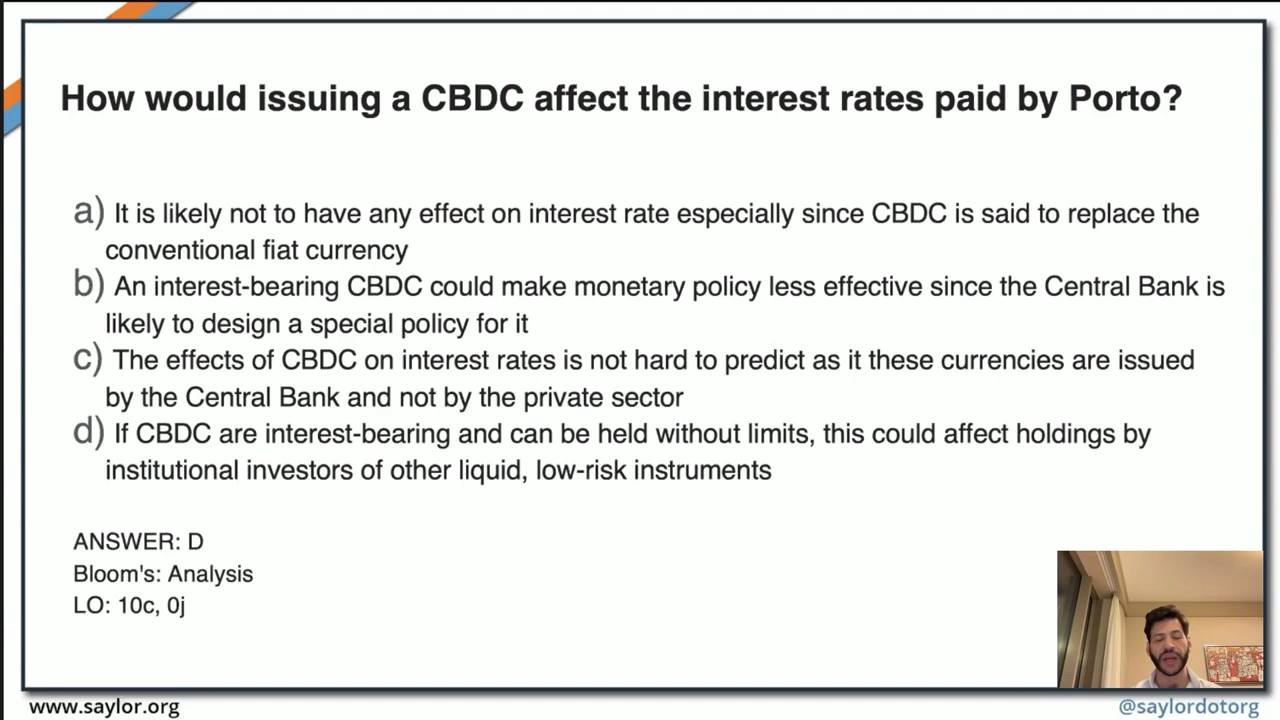 How would issuing a CBDC affect the interest rates paid by Porto?
a) It is likely not to have any effect on interest rate especially since CBDC is said to replace the
conventional fiat currency
b) An interest-bearing CBDC could make monetary policy less effective since the Central Bank is
likely to design a special policy for it
c) The effects of CBDC on interest rates is not hard to predict as it these currencies are issued
by the Central Bank and not by the private sector
d) If CBDC are interest-bearing and can be held without limits, this could affect holdings by
institutional investors of other liquid, low-risk instruments
ANSWER: D
Bloom's: Analysis
LO: 10c, 0j
www.saylor.org
@saylordotorg